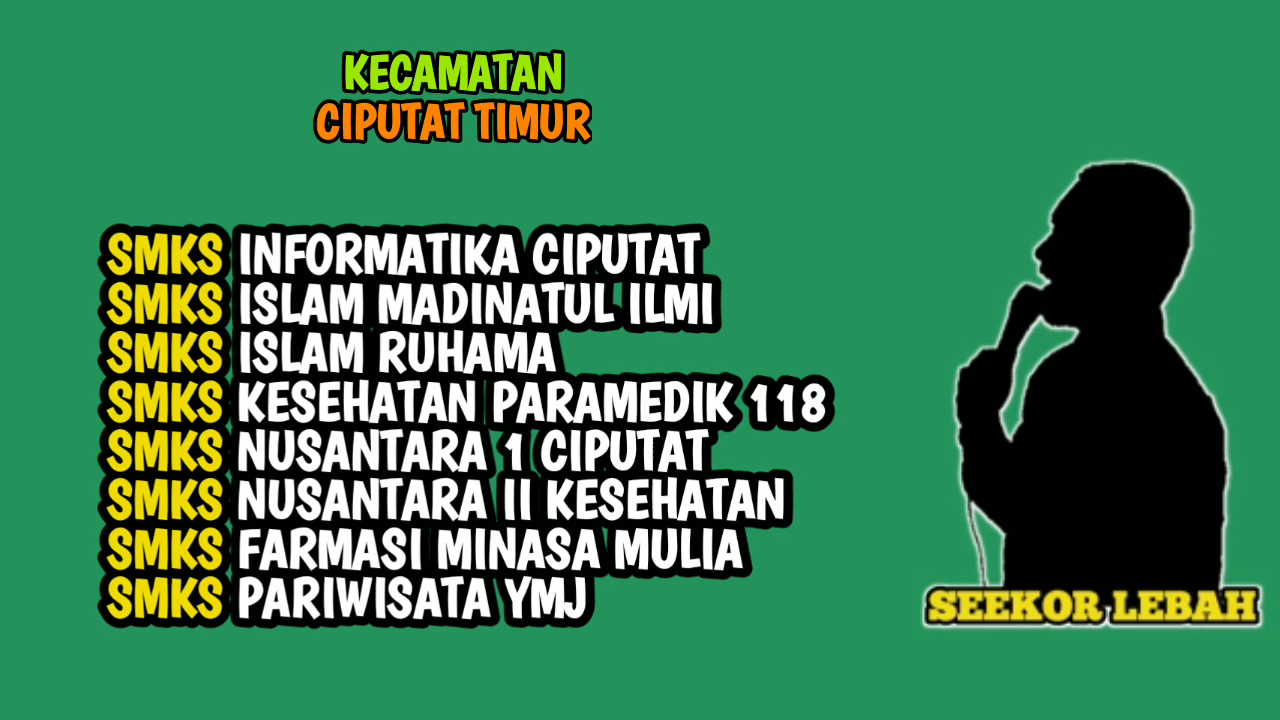 KECAMATAN
CIPUTAT TIMUR
SMKS INFORMATIKA CIPUTAT
SMKS ISLAM MADINATUL ILMI
SMKS ISLAM RUHAMA
SMKS KESEHATAN PARAMEDIK 118
SMKS NUSANTARA 1 CIPUTAT
SMKS NUSANTARA II KESEHATAN
SMKS FARMASI MINASA MULIA
SMKS PARIWISATA YMJ
SEEKOR LEBAH